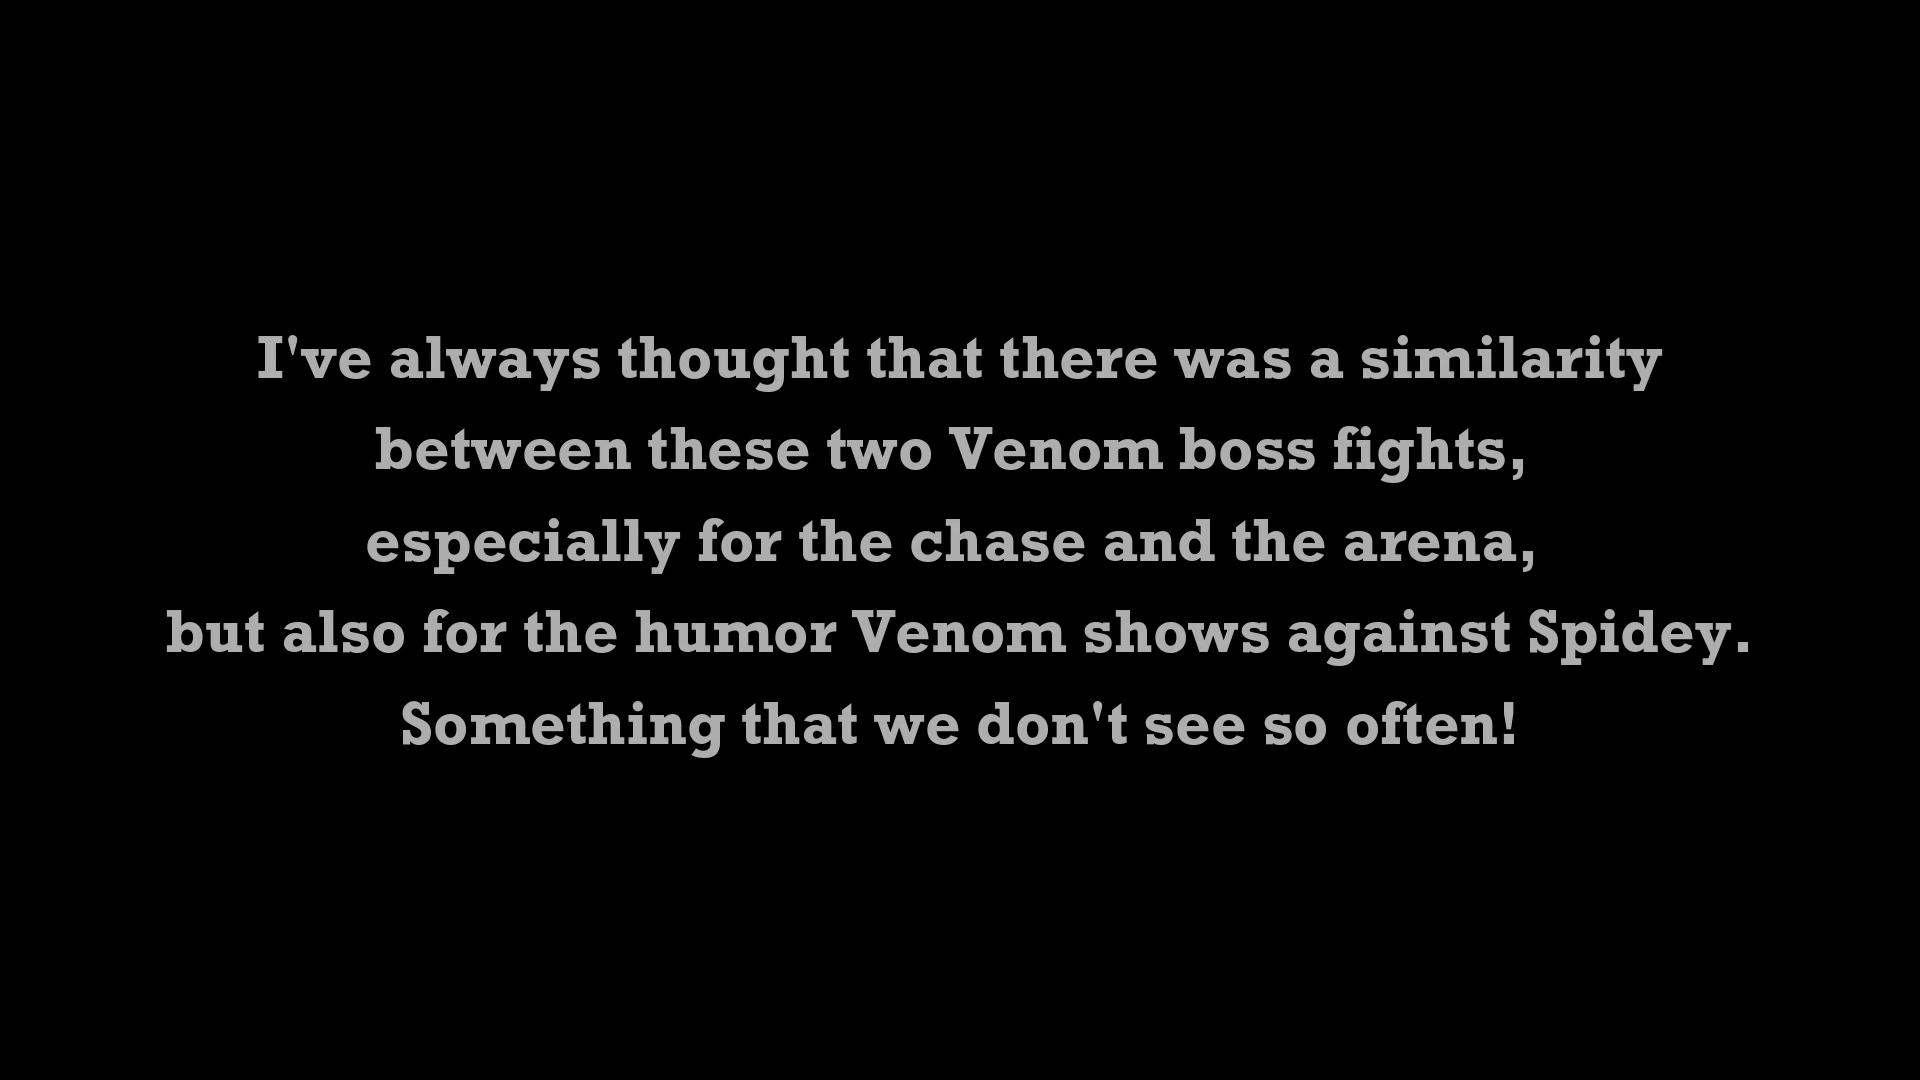 I've always thought that there was a similarity
between these two Venom boss fights,
especially for the chase and the arena,
but also for the humor Venom shows against Spidey.
Something that we don't see so often!